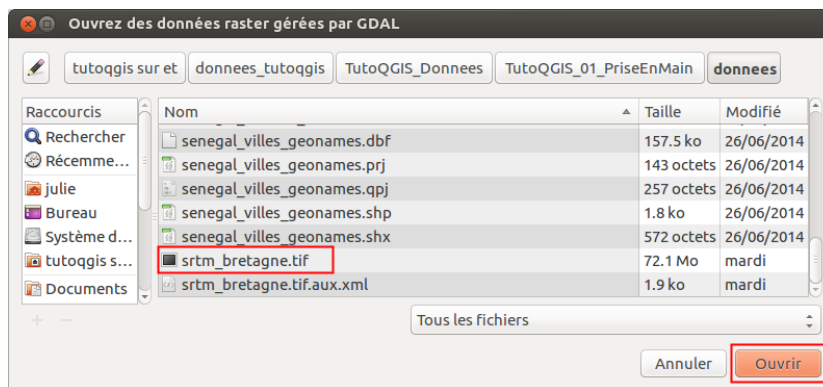 Ouvrez des données raster gérées par GDAL
tutoqgis sur et donnees_tutoqgis TutoQGIS_Donnees TutoQGIS_01_PriseEnMain donnees
Raccourcis Nom Taille Modifié
Rechercher senegal_villes_geonames.dbf 157.5 ko 26/06/2014
Récemme... senegal_villes_geonames.prj 143 octets 26/06/2014
julie senegal_villes_geonames.qpj 257 octets 26/06/2014
Bureau senegal_villes_geonames.shp 1.8 ko 26/06/2014
Système d... senegal_villes_geonames.shx 572 octets 26/06/2014
tutoqgis s... srtm_bretagne.tif 72.1 Mo mardi
Documents srtm_bretagne.tif.aux.xml 1.9 ko mardi
Tous les fichiers
Annuler Ouvrir